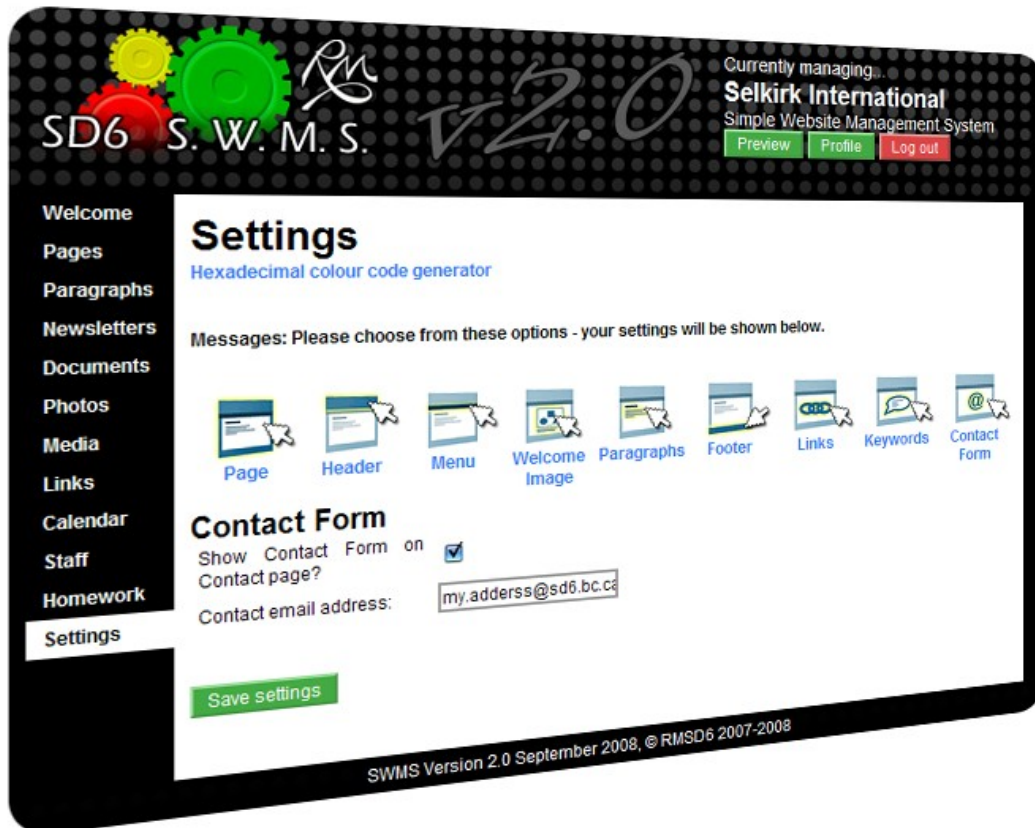 SD6 S. W. M. S.
RM
v2.0
Currently managing...
Selkirk International
Simple Website Management System
Preview Profile Log out
Welcome
Pages
Paragraphs
Newsletters
Documents
Photos
Media
Links
Calendar
Staff
Homework
Settings
Settings
Hexadecimal colour code generator
Messages: Please choose from these options - your settings will be shown below.
Page
Header
Menu
Welcome
Image
Paragraphs
Footer
Links
Keywords
@
Contact
Form
Contact Form
Show Contact Form on
Contact page?
Contact email address:
my.adderss@sd6.bc.ca
Save settings
SWMS Version 2.0 September 2008, © RMSD6 2007-2008